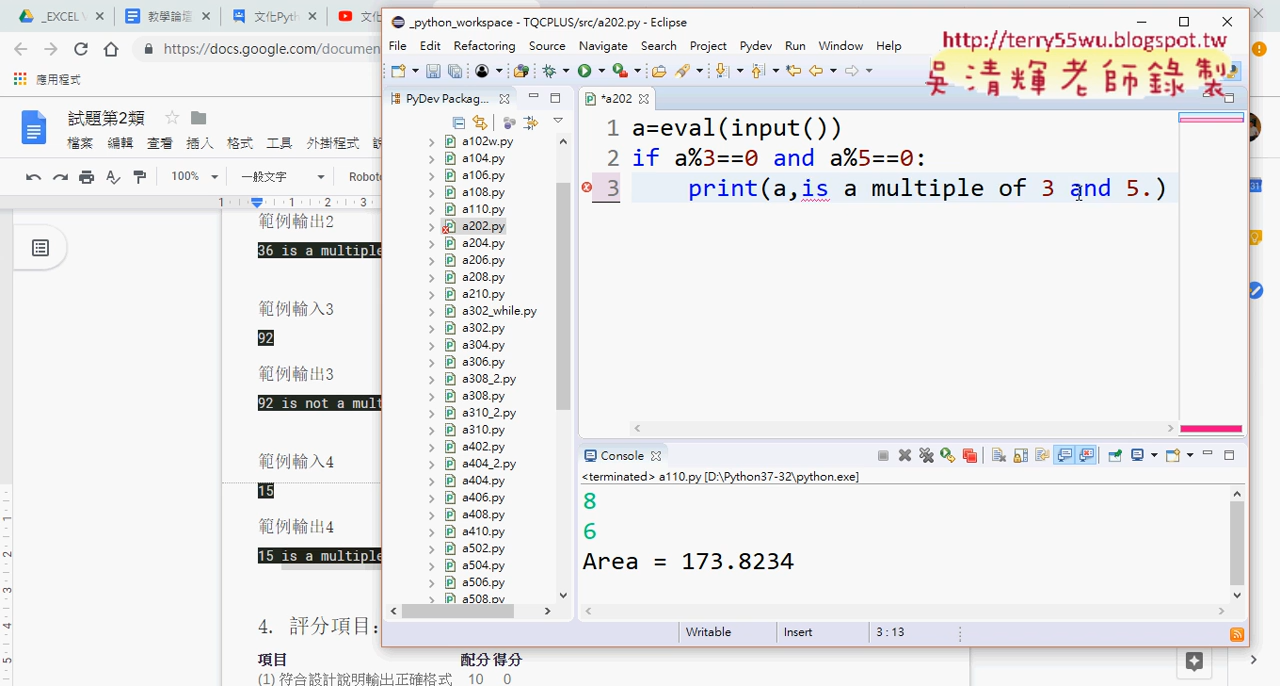 _EXCEL V
教學論壇
文化Pyth
文化
https://docs.google.com/documen
應用程式
試題第2類
檔案 編輯 查看 插入 格式 工具 外掛程式
100% 一般文字 Robot
範例輸出2
36 is a multiple
範例輸入3
92
範例輸出3
92 is not a mult
範例輸入4
15
範例輸出4
15 is a multiple
4. 評分項目:
項目 配分 得分
(1) 符合設計說明輸出正確格式 10 0
_python_workspace - TQCPLUS/src/a202.py - Eclipse
File Edit Refactoring Source Navigate Search Project Pydev Run Window Help
http://terry55wu.blogspot.tw
吳清輝老師錄製
PyDev Packag...
a102w.py
a104.py
a106.py
a108.py
a110.py
a202.py
a204.py
a206.py
a208.py
a210.py
a302_while.py
a302.py
a304.py
a306.py
a308_2.py
a308.py
a310_2.py
a310.py
a402.py
a404_2.py
a404.py
a406.py
a408.py
a410.py
a502.py
a504.py
a506.py
a508.py
*a202
1 a=eval(input())
2 if a%3==0 and a%5==0:
3 print(a,is a multiple of 3 and 5.)
Console
<terminated> a110.py [D:\Python37-32\python.exe]
8
6
Area = 173.8234
Writable Insert 3 : 13